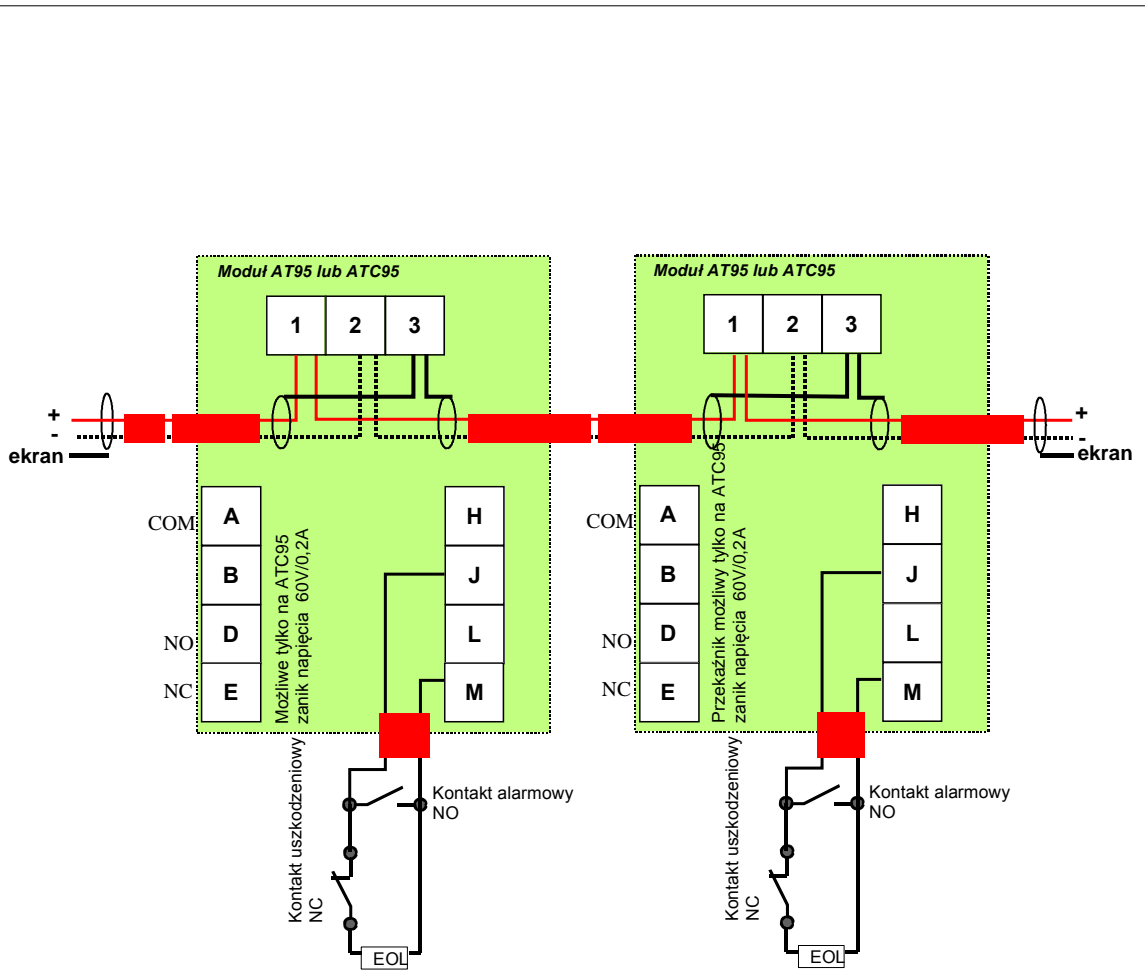 Moduł AT95 lub ATC95
1 2 3
+
-
ekran
COM A
B
NO D
NC E
Możliwe tylko na ATC95
zanik napięcia 60V/0,2A
H
J
L
M
Kontakt uszkodzeniowy
NC
Kontakt alarmowy
NO
EOL
Moduł AT95 lub ATC95
1 2 3
+
-
ekran
COM A
B
NO D
NC E
Przekaźnik możliwy tylko na ATC95
zanik napięcia 60V/0,2A
H
J
L
M
Kontakt uszkodzeniowy
NC
Kontakt alarmowy
NO
EOL